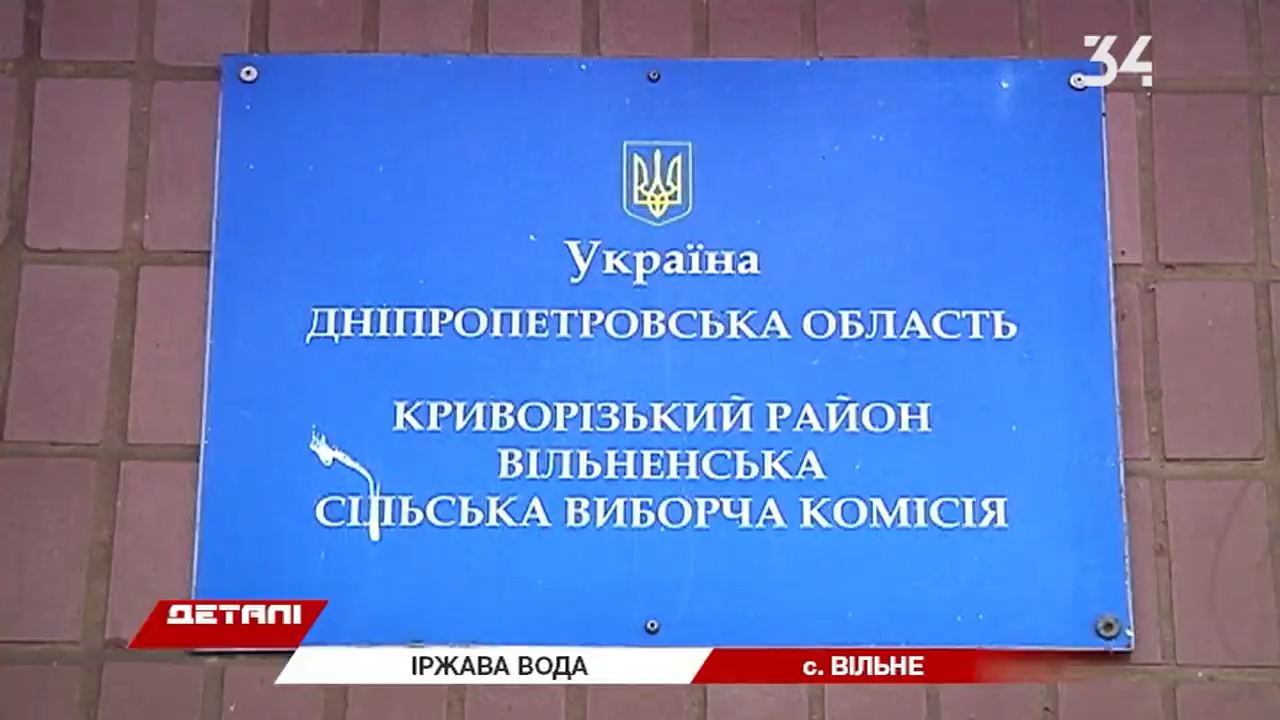 34
Україна
ДНІПРОПЕТРОВСЬКА ОБЛАСТЬ
КРИВОРІЗЬКИЙ РАЙОН
ВІЛЬНЕНСЬКА
СІЛЬСЬКА ВИБОРЧА КОМІСІЯ
ДЕТАЛІ
ІРЖАВА ВОДА
с. ВІЛЬНЕ